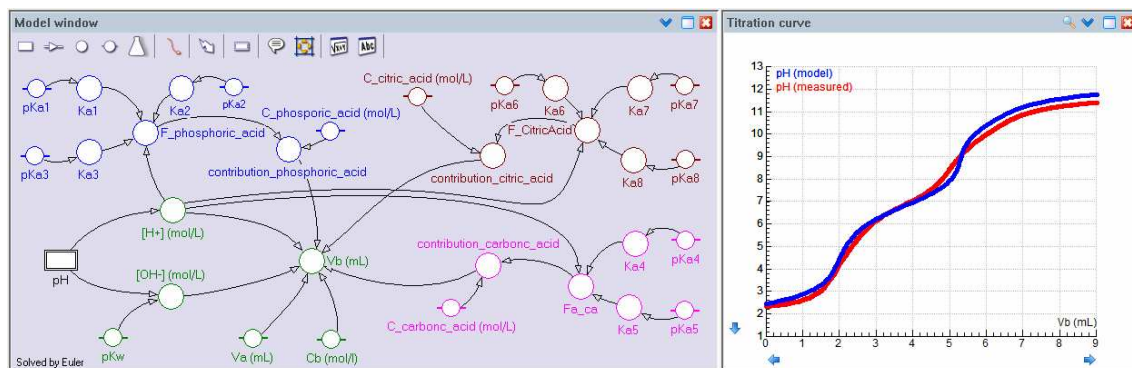 Model window
C_citric_acid (mol/L)
pKa1
Ka1
Ka2
pKa2
pKa6
Ka6
Ka7
pKa7
C_phosporic_acid (mol/L)
F_phosphoric_acid
F_CitricAcid
pKa3
Ka3
contribution_phosphoric_acid
contribution_citric_acid
Ka8
pKa8
[H+] (mol/L)
contribution_carbonc_acid
pH
[OH-] (mol/L)
Vb (mL)
Ka4
pKa4
Fa_ca
Ka5
pKa5
C_carbonc_acid (mol/L)
pKw
Va (mL)
Cb (mol/l)
Solved by Euler
Titration curve
pH (model)
pH (measured)
13
12
11
10
9
8
7
6
5
4
3
2
1
Vb (mL)
0 1 2 3 4 5 6 7 8 9